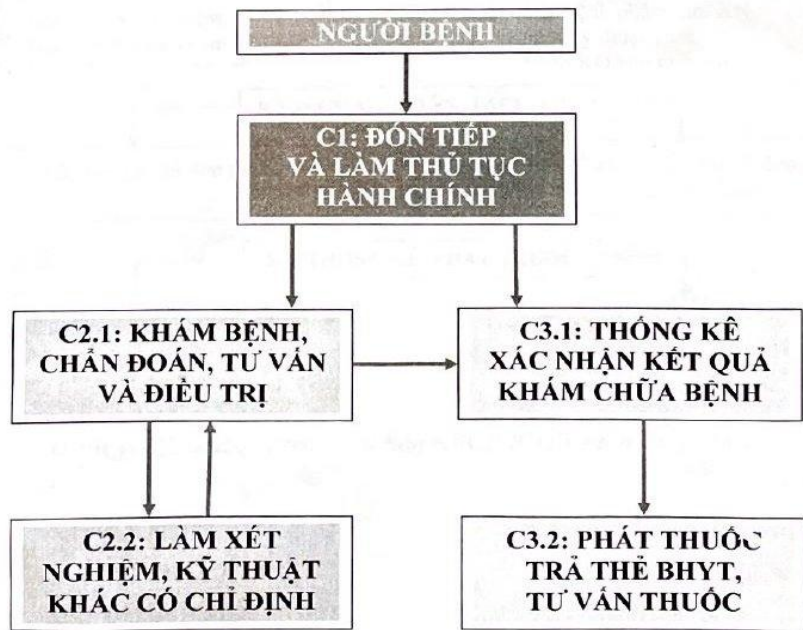 NGƯỜI BỆNH
C1: ĐÓN TIẾP
VÀ LÀM THỦ TỤC
HÀNH CHÍNH
C2.1: KHÁM BỆNH,
CHẨN ĐOÁN, TƯ VẤN
VÀ ĐIỀU TRỊ
C3.1: THỐNG KÊ
XÁC NHẬN KẾT QUẢ
KHÁM CHỮA BỆNH
C2.2: LÀM XÉT
NGHIỆM, KỸ THUẬT
KHÁC CÓ CHỈ ĐỊNH
C3.2: PHÁT THUỐC
TRẢ THẺ BHYT,
TƯ VẤN THUỐC